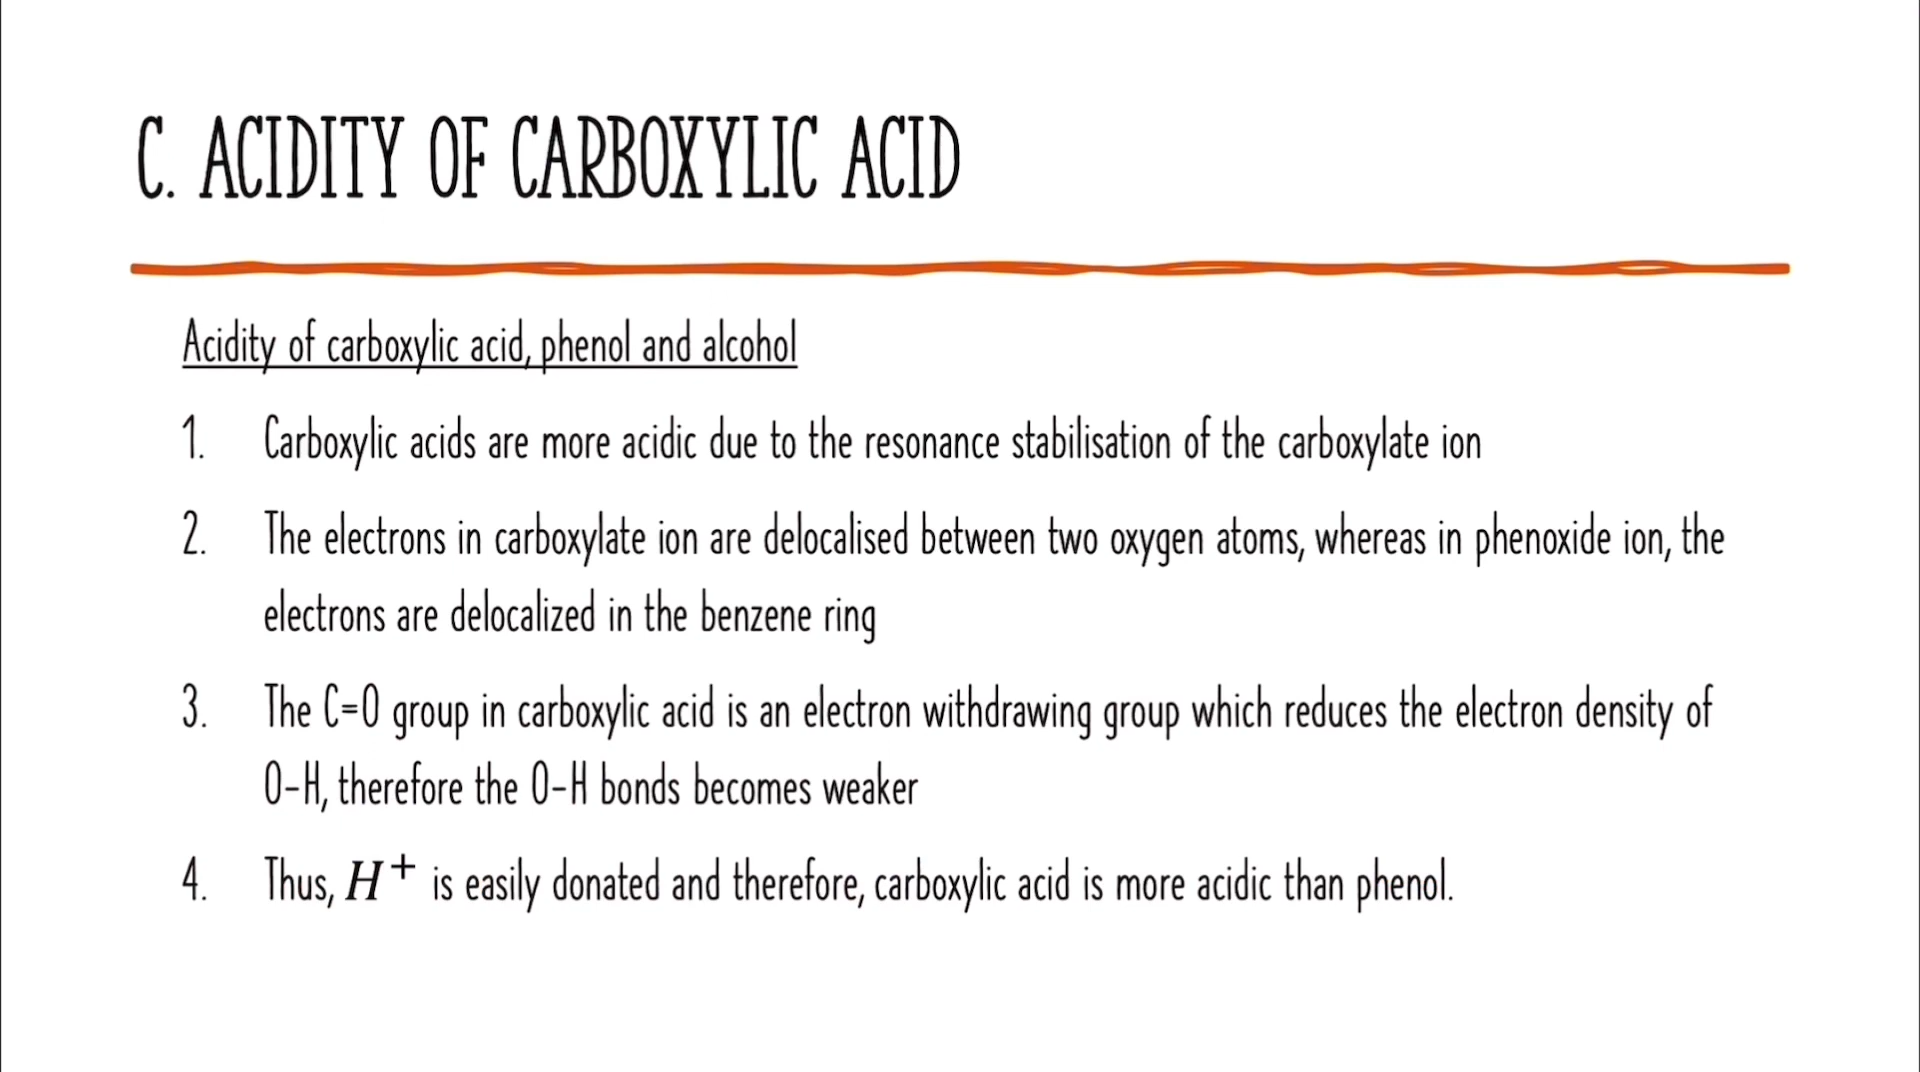 C. ACIDITY OF CARBOXYLIC ACID
Acidity of carboxylic acid, phenol and alcohol
1. Carboxylic acids are more acidic due to the resonance stabilisation of the carboxylate ion
2. The electrons in carboxylate ion are delocalised between two oxygen atoms, whereas in phenoxide ion, the
electrons are delocalized in the benzene ring
3. The C=O group in carboxylic acid is an electron withdrawing group which reduces the electron density of
O-H, therefore the O-H bonds becomes weaker
4. Thus, H⁺ is easily donated and therefore, carboxylic acid is more acidic than phenol.